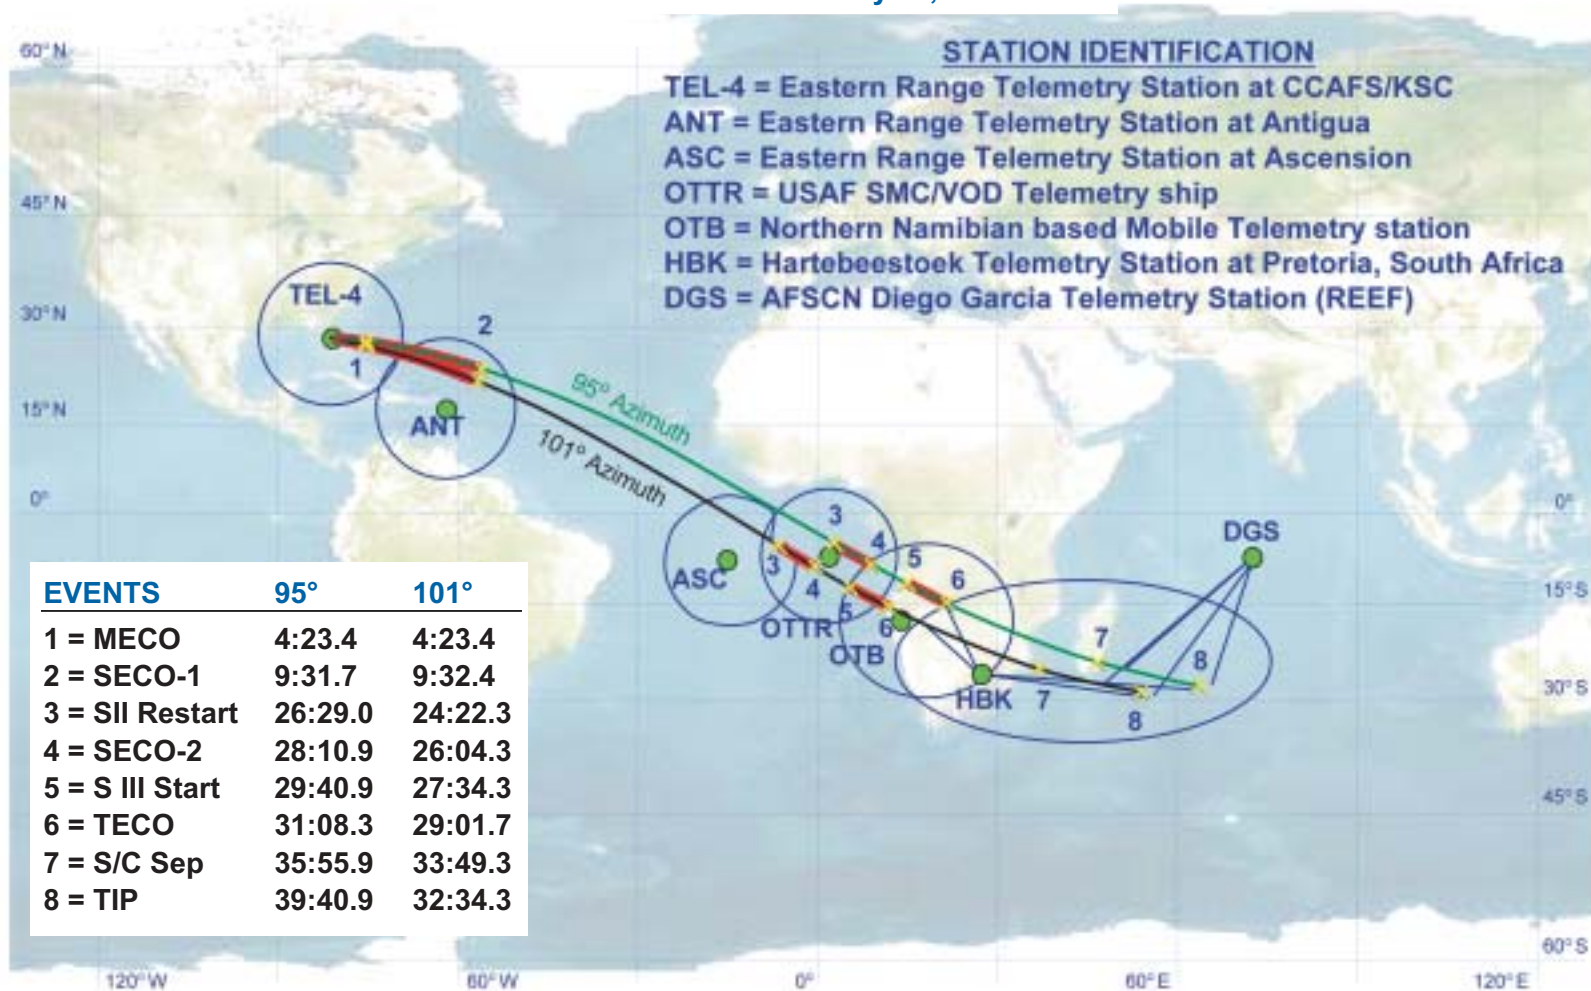 STATION IDENTIFICATION
TEL-4 = Eastern Range Telemetry Station at CCAFS/KSC
ANT = Eastern Range Telemetry Station at Antigua
ASC = Eastern Range Telemetry Station at Ascension
OTTR = USAF SMC/VOD Telemetry ship
OTB = Northern Namibian based Mobile Telemetry station
HBK = Hartebeestoek Telemetry Station at Pretoria, South Africa
DGS = AFSCN Diego Garcia Telemetry Station (REEF)
60° N
45° N
30° N
15° N
0°
TEL-4
1
2
ANT
95° Azimuth
101° Azimuth
ASC
3
3
4
4
5
5
6
6
OTTR
OTB
HBK
7
7
8
8
DGS
0°
15° S
30° S
45° S
60° S
EVENTS 95° 101°
1 = MECO 4:23.4 4:23.4
2 = SECO-1 9:31.7 9:32.4
3 = SII Restart 26:29.0 24:22.3
4 = SECO-2 28:10.9 26:04.3
5 = S III Start 29:40.9 27:34.3
6 = TECO 31:08.3 29:01.7
7 = S/C Sep 35:55.9 33:49.3
8 = TIP 39:40.9 32:34.3
120° W
60° W
0°
60° E
120° E